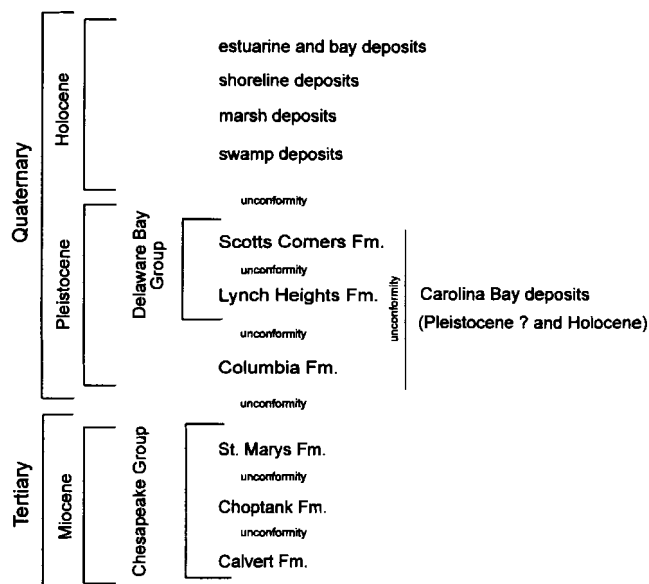 Quaternary
Holocene
estuarine and bay deposits
shoreline deposits
marsh deposits
swamp deposits
unconformity
Pleistocene
Delaware Bay
Group
Scotts Corners Fm.
unconformity
Lynch Heights Fm.
unconformity
Columbia Fm.
unconformity
Carolina Bay deposits
(Pleistocene ? and Holocene)
unconformity
Tertiary
Miocene
Chesapeake Group
St. Marys Fm.
unconformity
Choptank Fm.
unconformity
Calvert Fm.